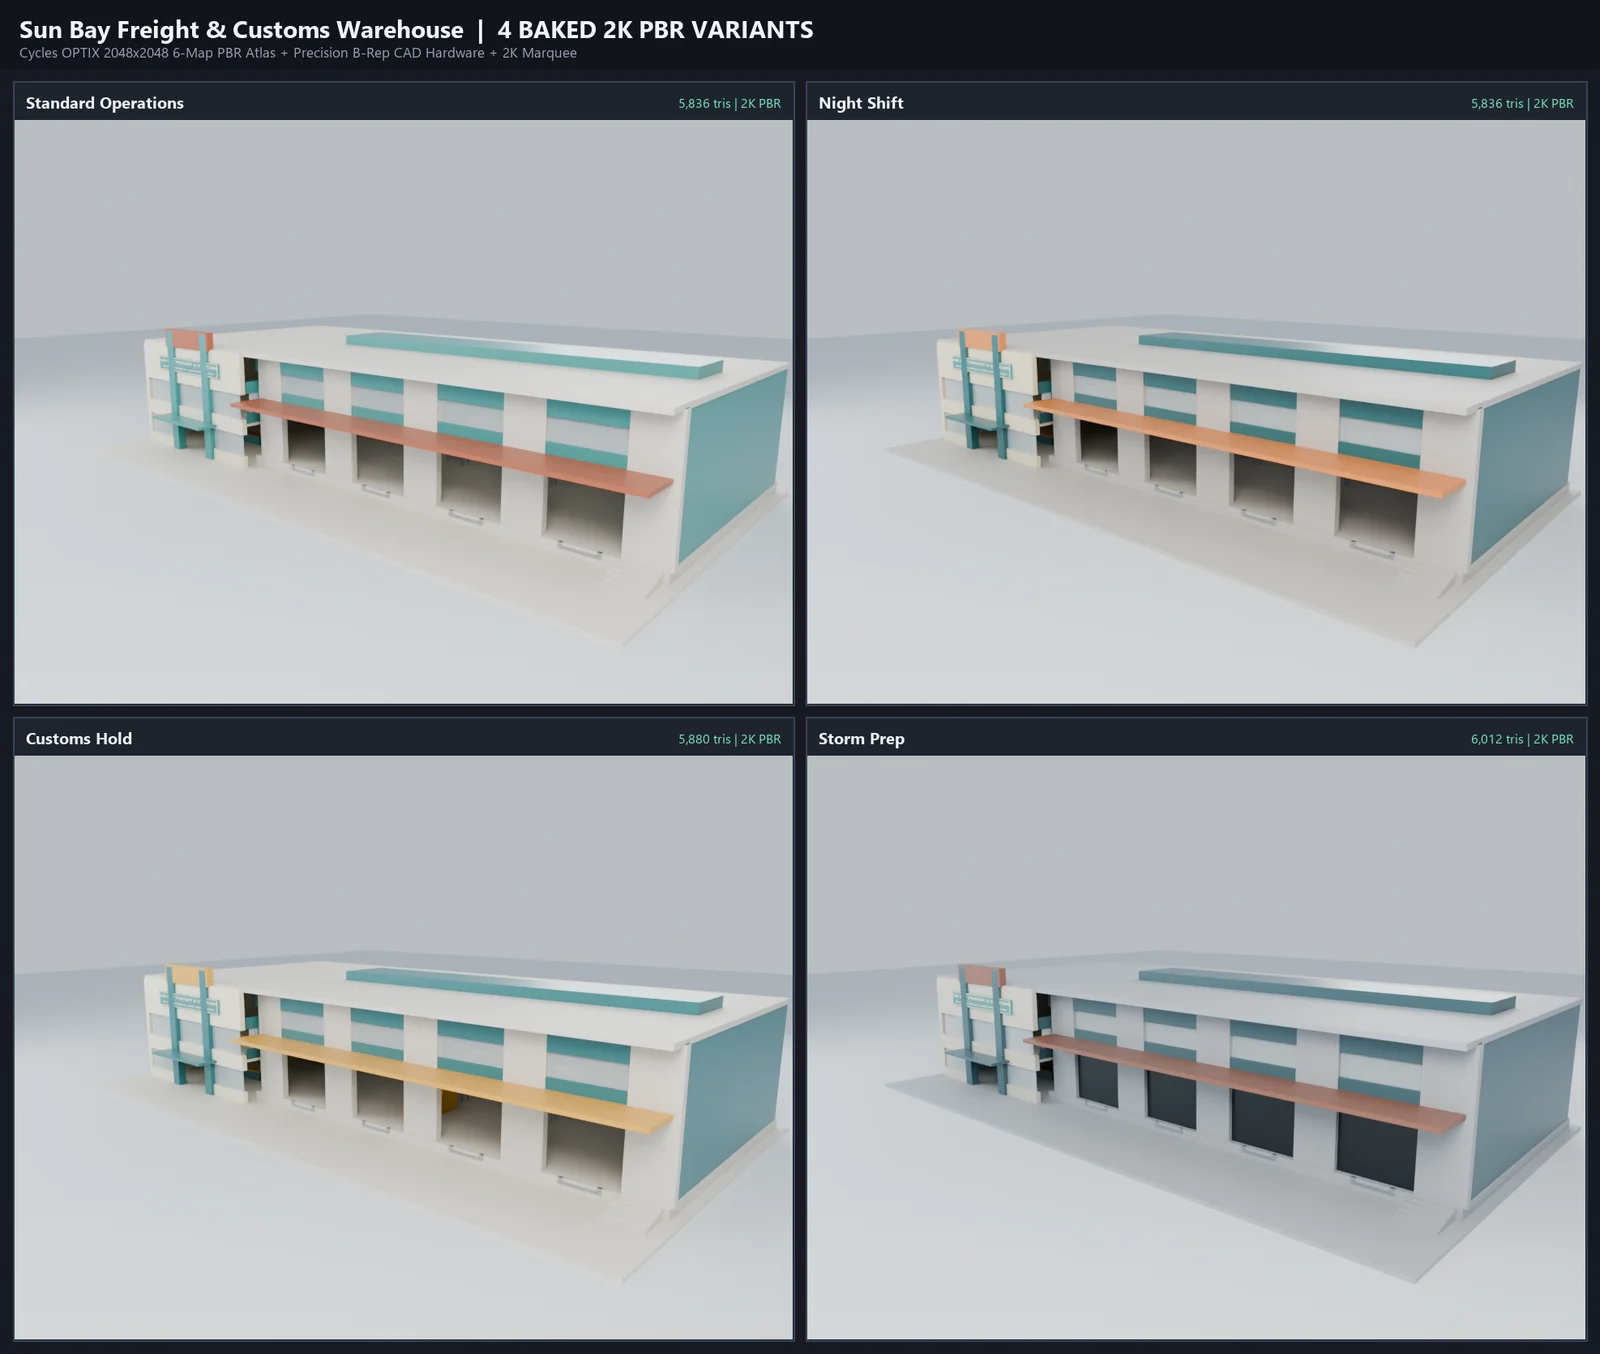 Sun Bay Freight & Customs Warehouse | 4 BAKED 2K PBR VARIANTS
Cycles OPTIX 2048x2048 6-Map PBR Atlas + Precision B-Rep CAD Hardware + 2K Marquee
Standard Operations
5,836 tris | 2K PBR
Night Shift
5,836 tris | 2K PBR
Customs Hold
5,880 tris | 2K PBR
Storm Prep
6,012 tris | 2K PBR